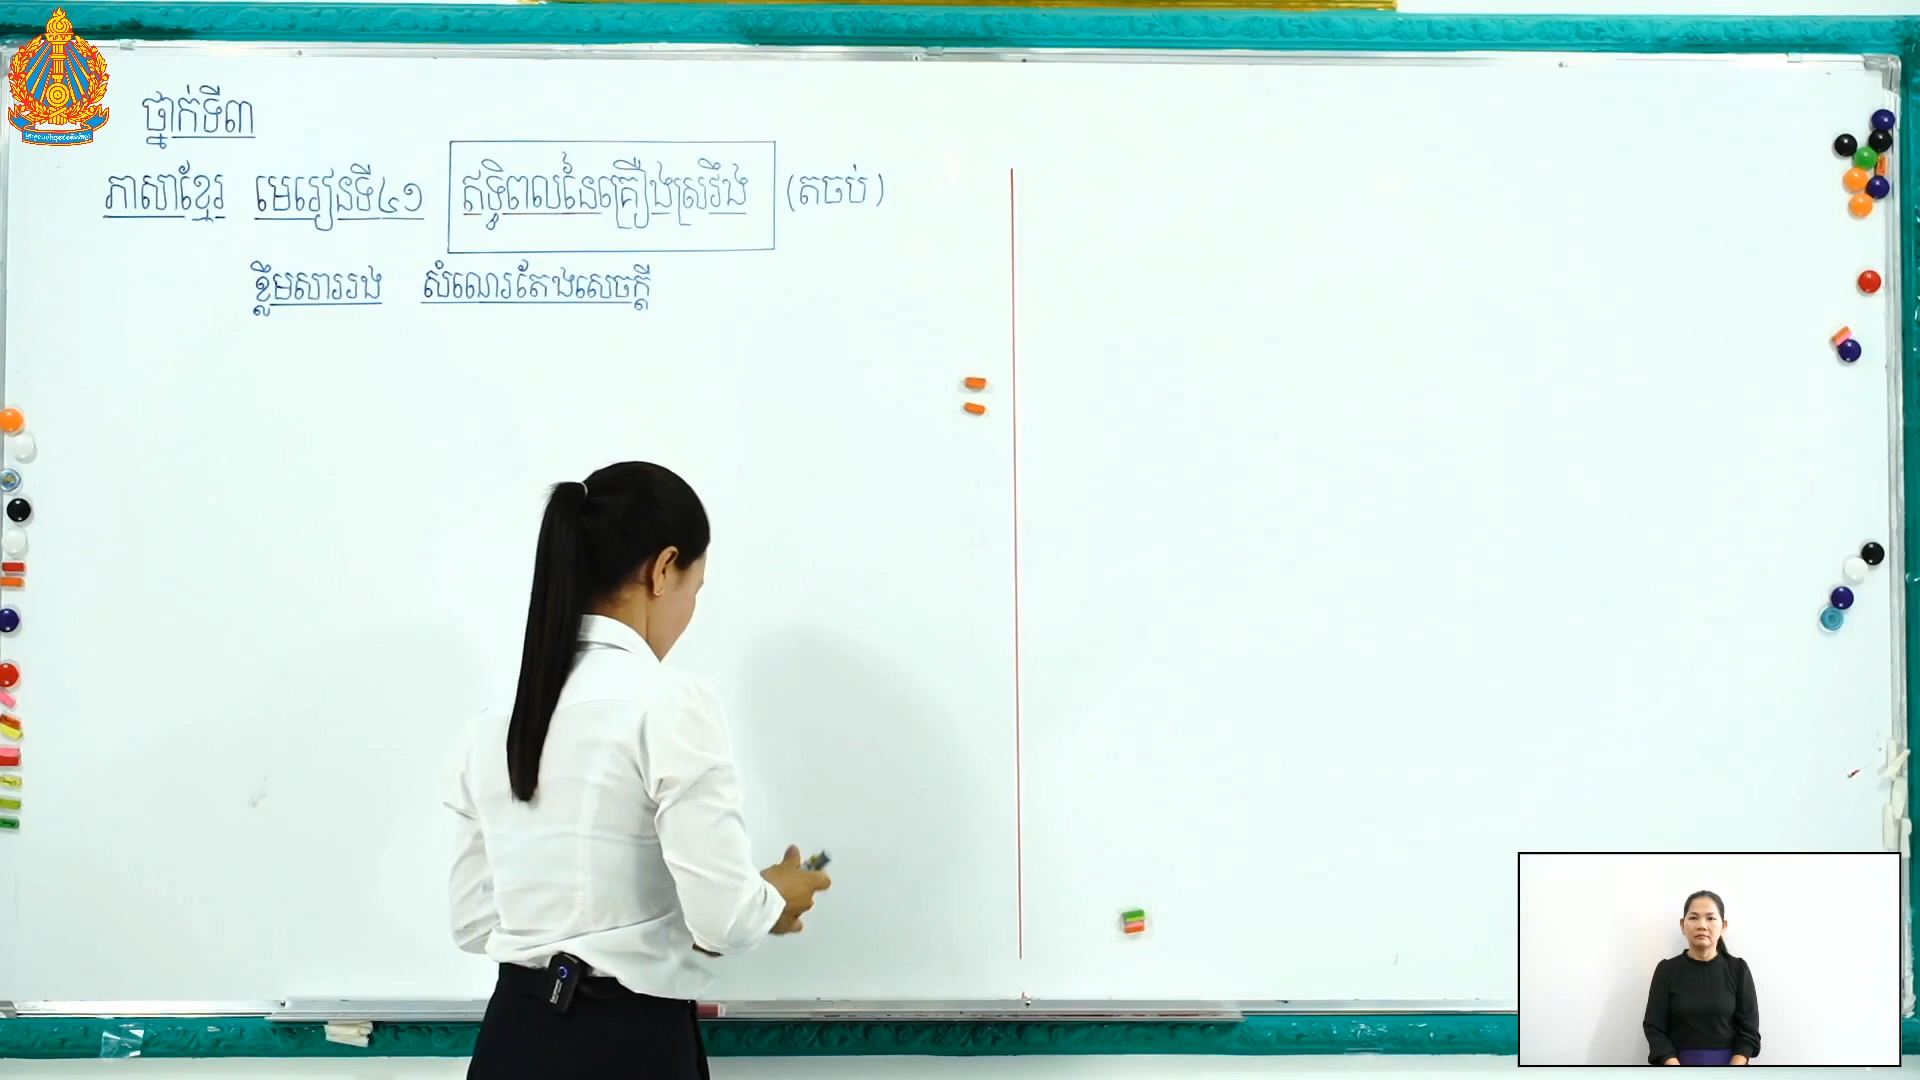 ថ្នាក់ទី៣
ភាសាខ្មែរ មេរៀនទី៤១ ឥទ្ធិពលនៃគ្រឿងស្រវឹង (តចប់)
ខ្លឹមសាររង សំណេរតែងសេចក្តី